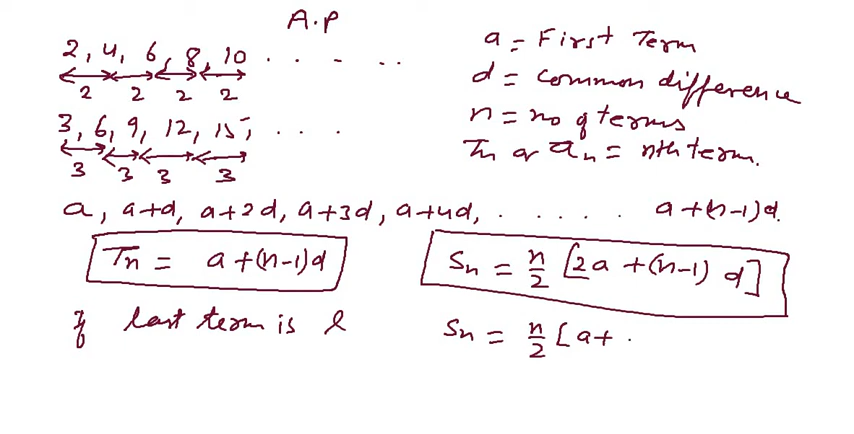 A.P
2, 4, 6, 8, 10 . . . . . .
2 2 2 2
3, 6, 9, 12, 15, . . . .
3 3 3 3
a = First Term
d = common difference
n = no of terms
Tn or an = nth term.
a, a+d, a+2d, a+3d, a+4d, . . . . . . a+(n-1)d.
Tn = a+(n-1)d
Sn = n/2 [2a+(n-1) d]
If last term is l
Sn = n/2 [a+ .